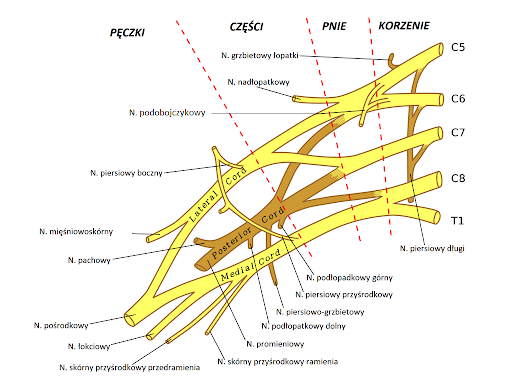 PĘCZKI
CZĘŚCI
PNIE
KORZENIE
C5
N. grzbietowy łopatki
N. nadłopatkowy
C6
N. podobojczykowy
C7
N. piersiowy boczny
C8
Lateral Cord
T1
Posterior Cord
N. mięśnioworskórny
N. piersiowy długi
N. pachowy
Medial Cord
N. podłopadkowy górny
N. piersiowy przyśrodkowy
N. piersiowo-grzbietowy
N. pośrodkowy
N. podłopatkowy dolny
N. łokciowy
N. promieniowy
N. skórny przyśrodkowy ramienia
N. skórny przyśrodkowy przedramienia